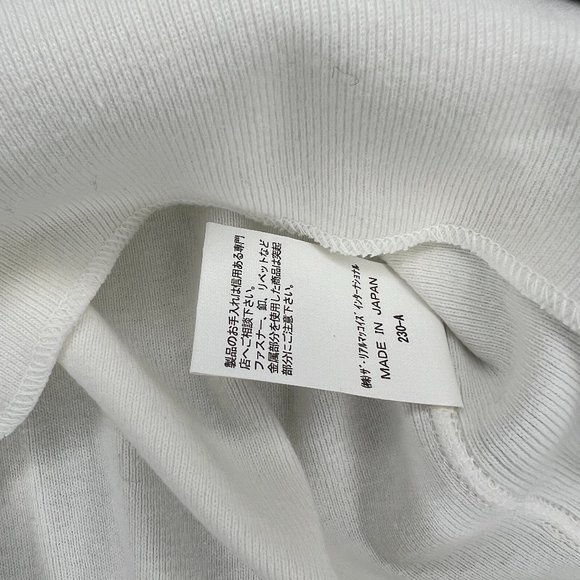 製品のお手入れは信用ある専門
店へご相談下さい。
ファスナー、釦、リベットなど
金属部分を使用した商品は突起
部分にご注意下さい。
㈱ザ・リアルマッコイズ インターナショナル
MADE IN JAPAN
230-A